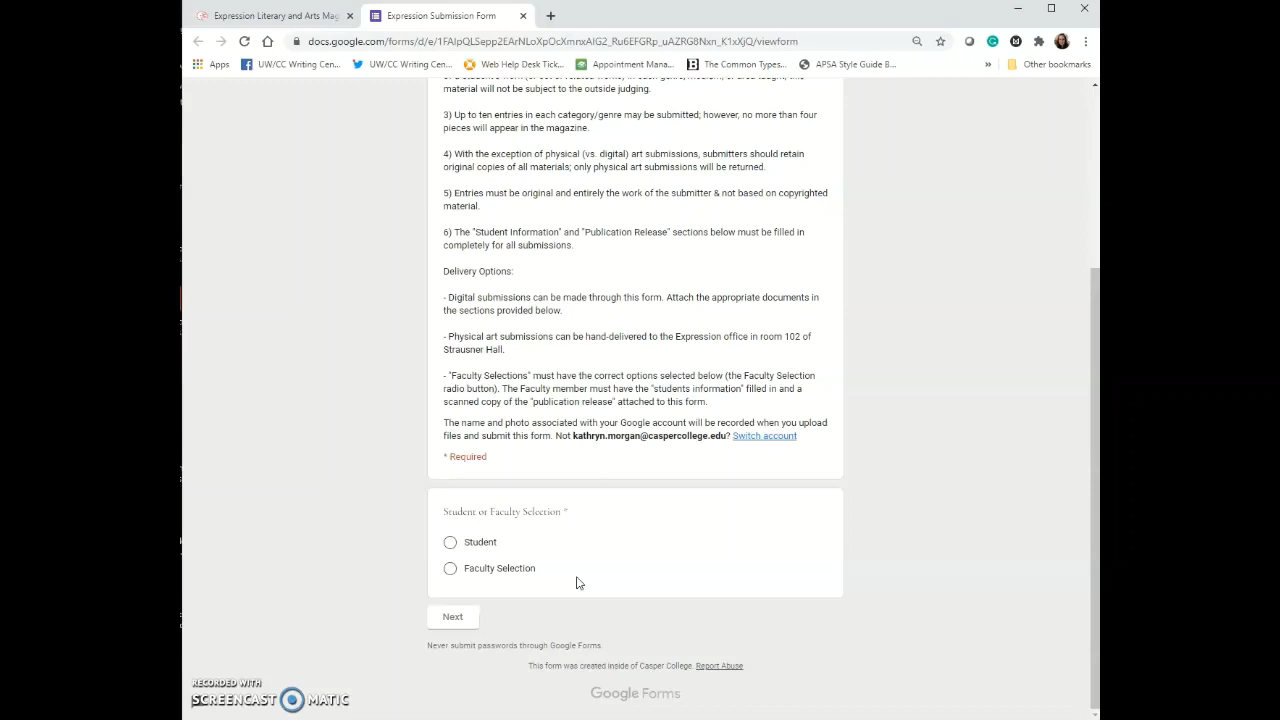 Expression Literary and Arts Mag
Expression Submission Form
docs.google.com/forms/d/e/1FAIpQLSepp2EArNLoXpOcXmnxAIG2_Ru6EFGRp_uAZRG8Nxn_K1xXjQ/viewform
Apps
UW/CC Writing Cen...
UW/CC Writing Cen...
Web Help Desk Tick...
Appointment Mana...
The Common Types...
APSA Style Guide B...
»
Other bookmarks
material will not be subject to the outside judging.
3) Up to ten entries in each category/genre may be submitted; however, no more than four
pieces will appear in the magazine.
4) With the exception of physical (vs. digital) art submissions, submitters should retain
original copies of all materials; only physical art submissions will be returned.
5) Entries must be original and entirely the work of the submitter & not based on copyrighted
material.
6) The "Student Information" and "Publication Release" sections below must be filled in
completely for all submissions.
Delivery Options:
- Digital submissions can be made through this form. Attach the appropriate documents in
the sections provided below.
- Physical art submissions can be hand-delivered to the Expression office in room 102 of
Strausner Hall.
- "Faculty Selections" must have the correct options selected below (the Faculty Selection
radio button). The Faculty member must have the "students information" filled in and a
scanned copy of the "publication release" attached to this form.
The name and photo associated with your Google account will be recorded when you upload
files and submit this form. Not kathryn.morgan@caspercollege.edu? Switch account
* Required
Student or Faculty Selection *
Student
Faculty Selection
Next
Never submit passwords through Google Forms.
This form was created inside of Casper College. Report Abuse
Google Forms
RECORDED WITH
SCREENCAST MATIC